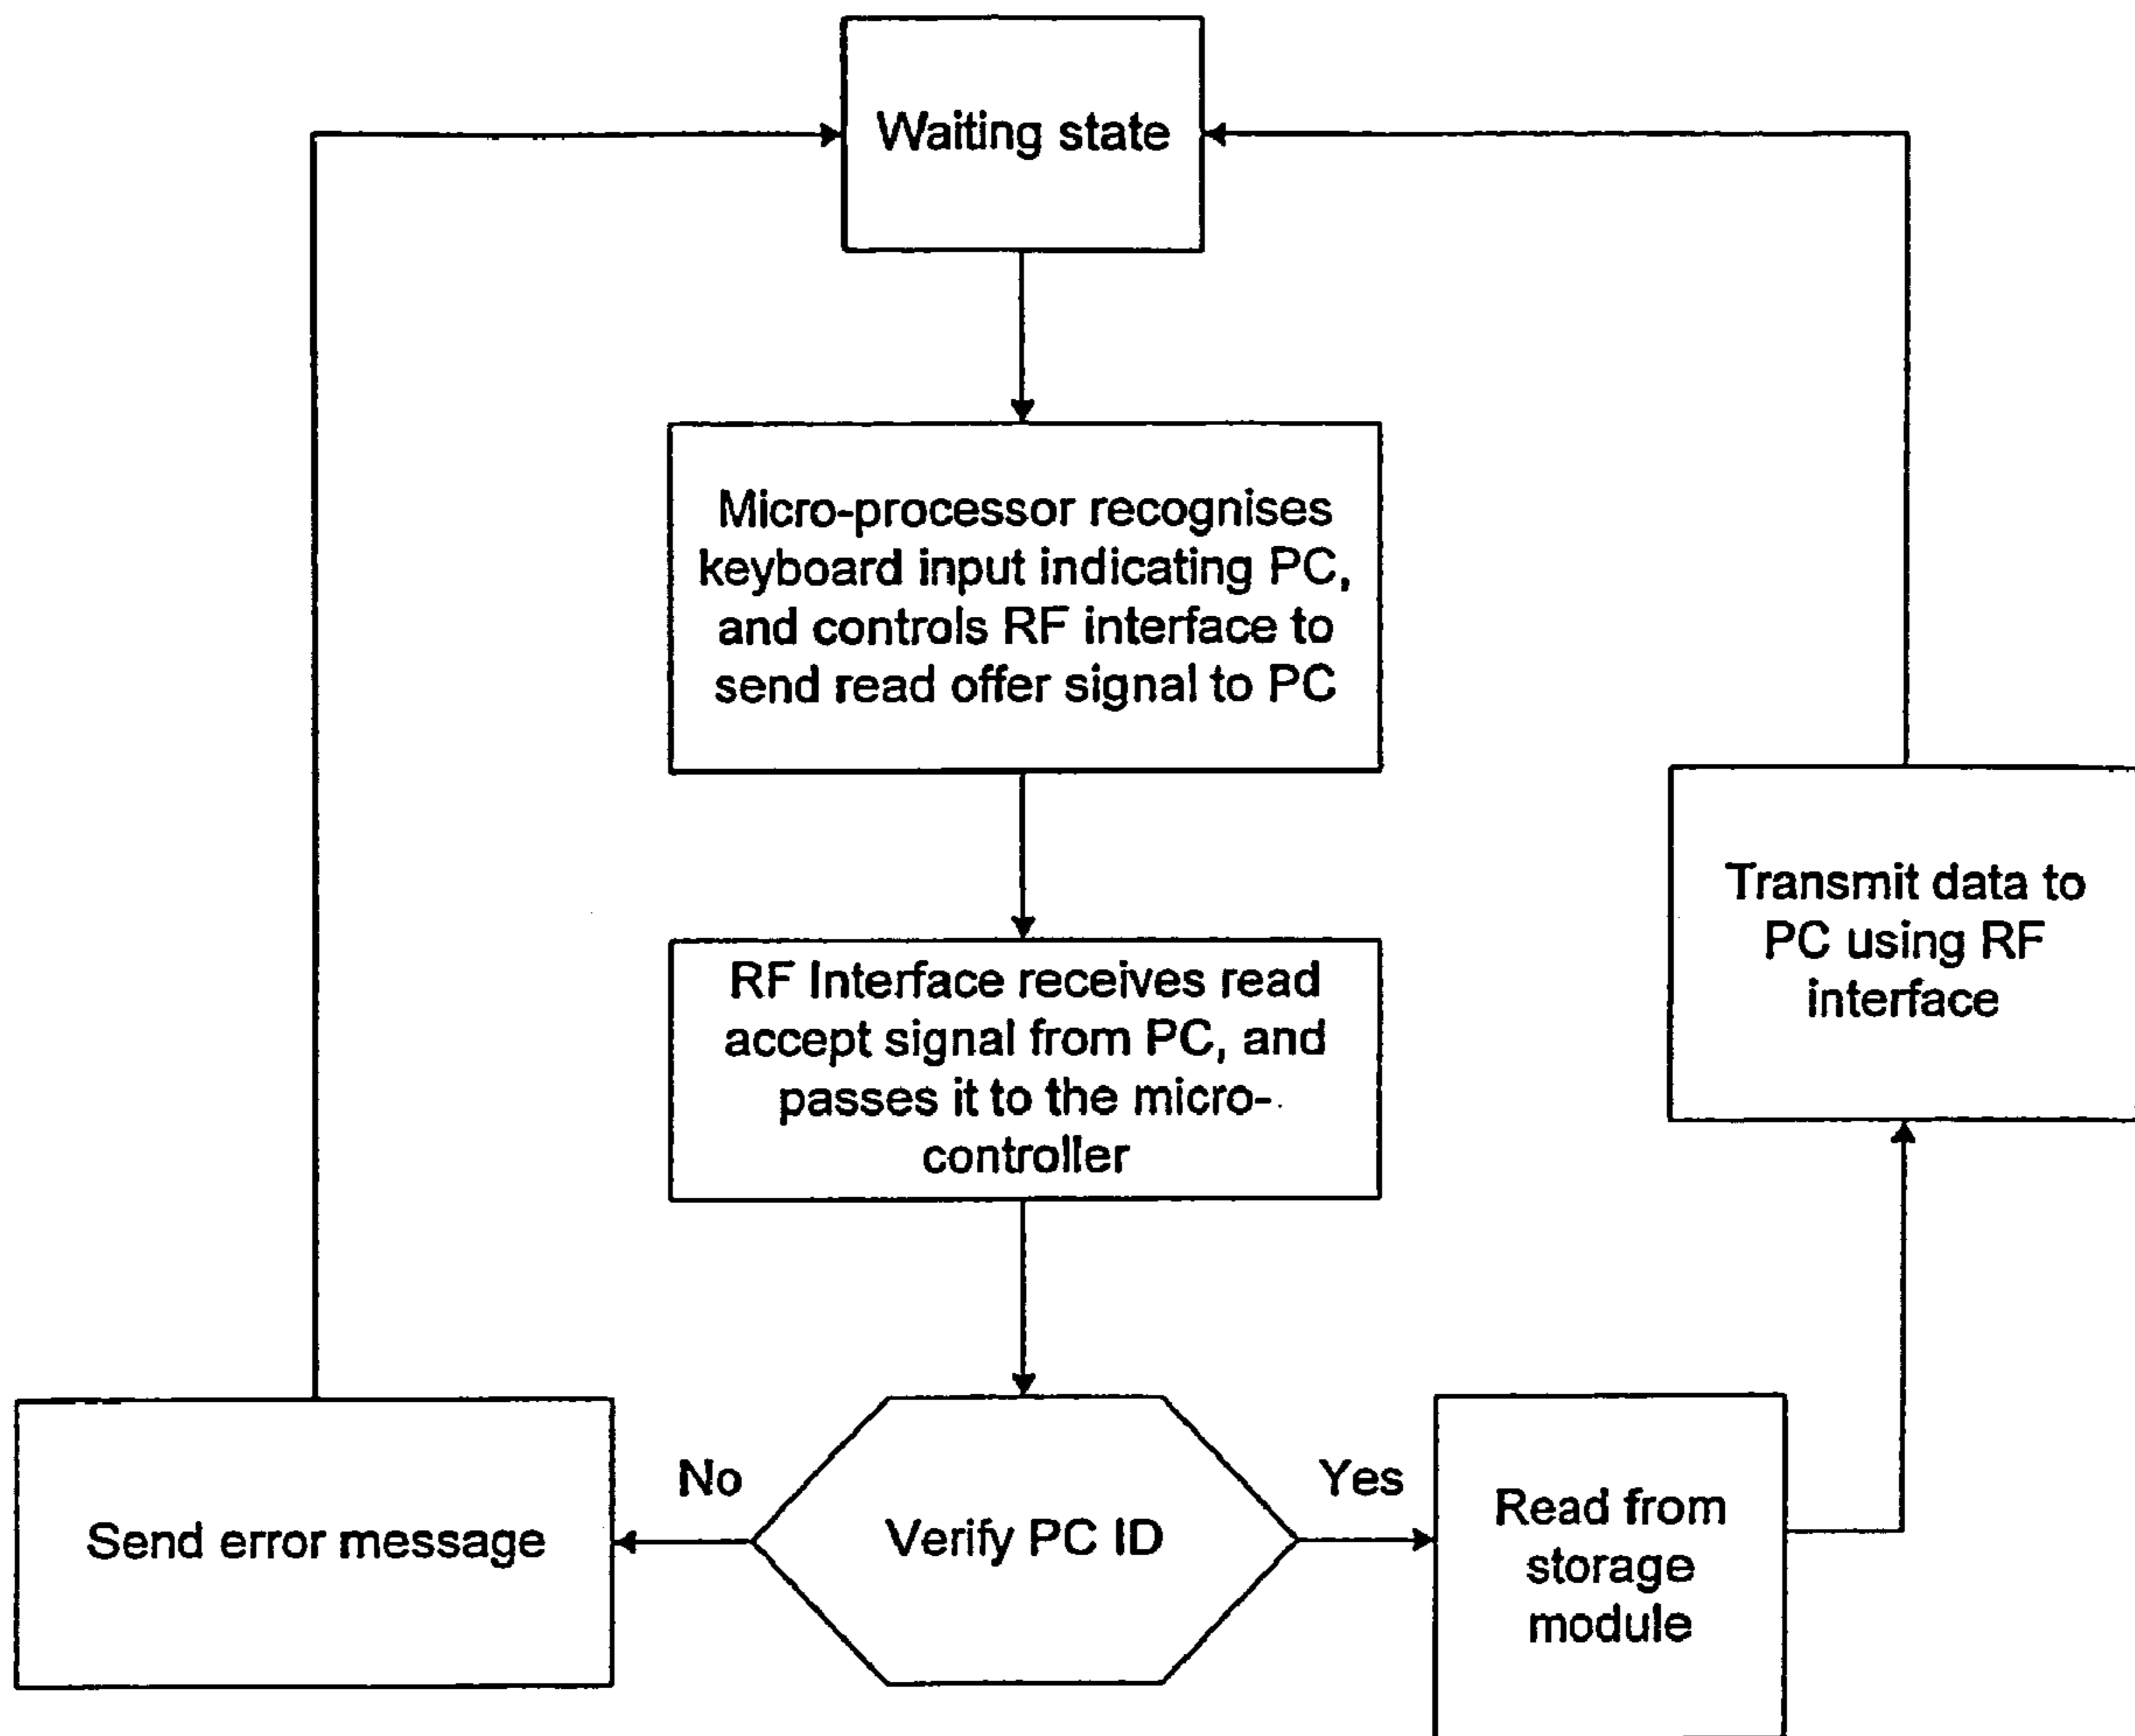 Waiting state
Micro-processor recognises
keyboard input indicating PC,
and controls RF interface to
send read offer signal to PC
RF Interface receives read
accept signal from PC, and
passes it to the micro-
controller
Verify PC ID
No
Send error message
Yes
Read from
storage
module
Transmit data to
PC using RF
interface